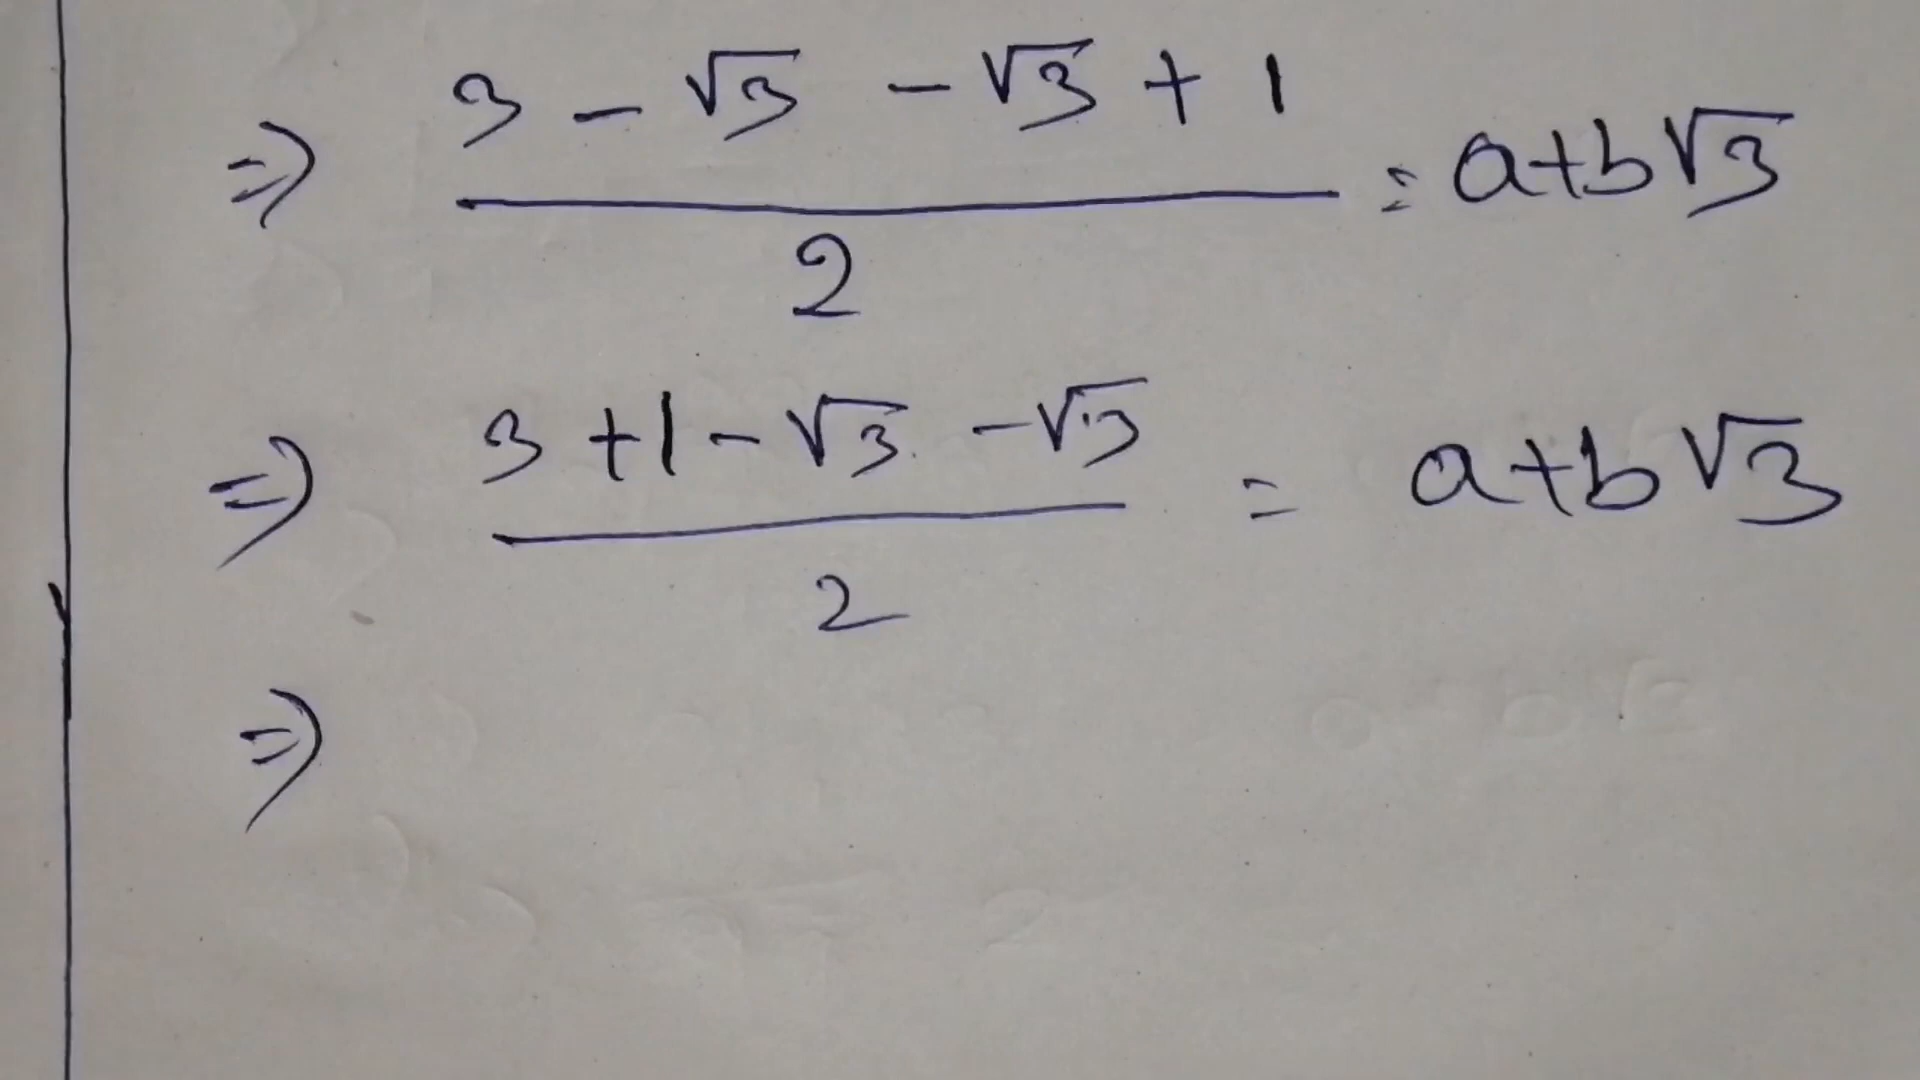 ⇒ (3 - √3 - √3 + 1)/2 = a+b√3
⇒ (3 + 1 - √3 - √3)/2 = a+b√3
⇒